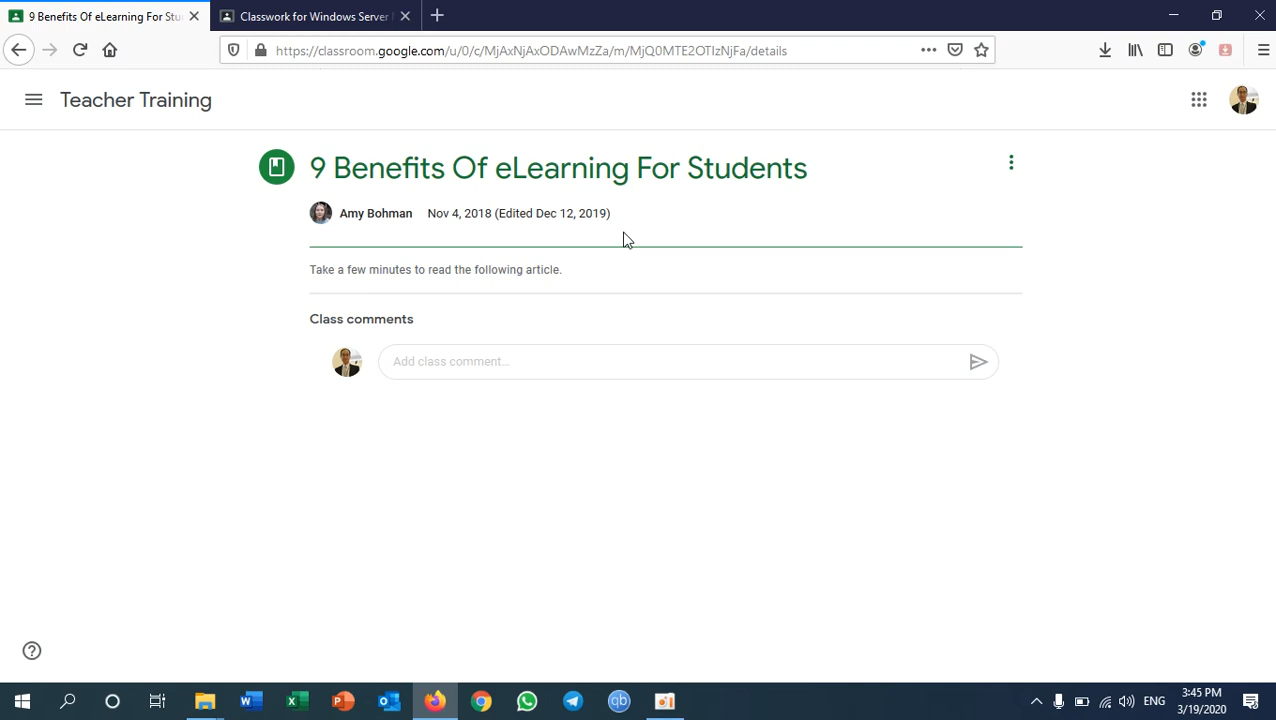 9 Benefits Of eLearning For Stu
Classwork for Windows Server
https://classroom.google.com/u/0/c/MjAxNjAxODAwMzZa/m/MjQ0MTE2OTIzNjFa/details
Teacher Training
9 Benefits Of eLearning For Students
Amy Bohman Nov 4, 2018 (Edited Dec 12, 2019)
Take a few minutes to read the following article.
Class comments
Add class comment...
ENG
3:45 PM
3/19/2020